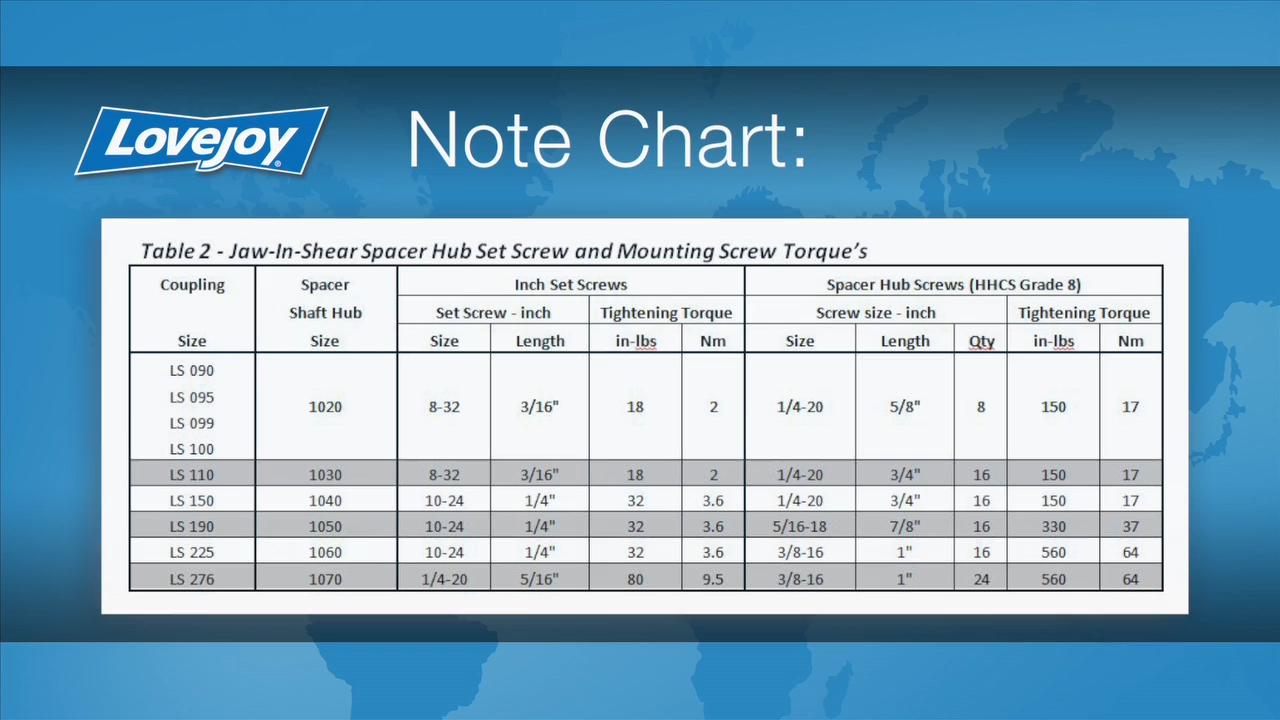 Lovejoy®
Note Chart:
Table 2 - Jaw-In-Shear Spacer Hub Set Screw and Mounting Screw Torque's
Coupling Spacer Inch Set Screws Spacer Hub Screws (HHCS Grade 8)
Shaft Hub Set Screw - inch Tightening Torque Screw size - inch Tightening Torque
Size Size Size Length in-lbs Nm Size Length Qty in-lbs Nm
LS 090
LS 095
1020 8-32 3/16" 18 2 1/4-20 5/8" 8 150 17
LS 099
LS 100
LS 110 1030 8-32 3/16" 18 2 1/4-20 3/4" 16 150 17
LS 150 1040 10-24 1/4" 32 3.6 1/4-20 3/4" 16 150 17
LS 190 1050 10-24 1/4" 32 3.6 5/16-18 7/8" 16 330 37
LS 225 1060 10-24 1/4" 32 3.6 3/8-16 1" 16 560 64
LS 276 1070 1/4-20 5/16" 80 9.5 3/8-16 1" 24 560 64